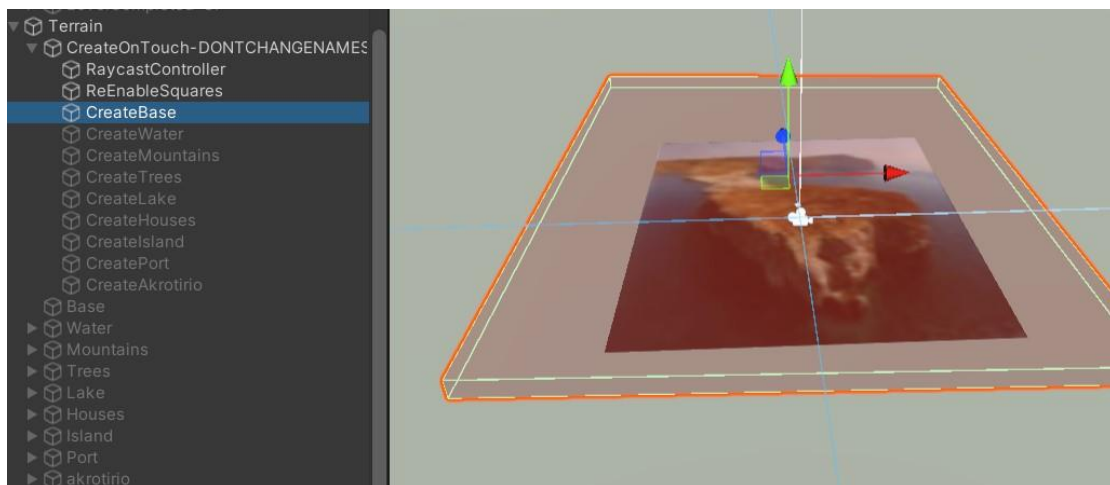 Terrain
CreateOnTouch-DONTCHANGENAMES
RaycastController
ReEnableSquares
CreateBase
CreateWater
CreateMountains
CreateTrees
CreateLake
CreateHouses
CreateIsland
CreatePort
CreateAkrotirio
Base
Water
Mountains
Trees
Lake
Houses
Island
Port
akrotirio